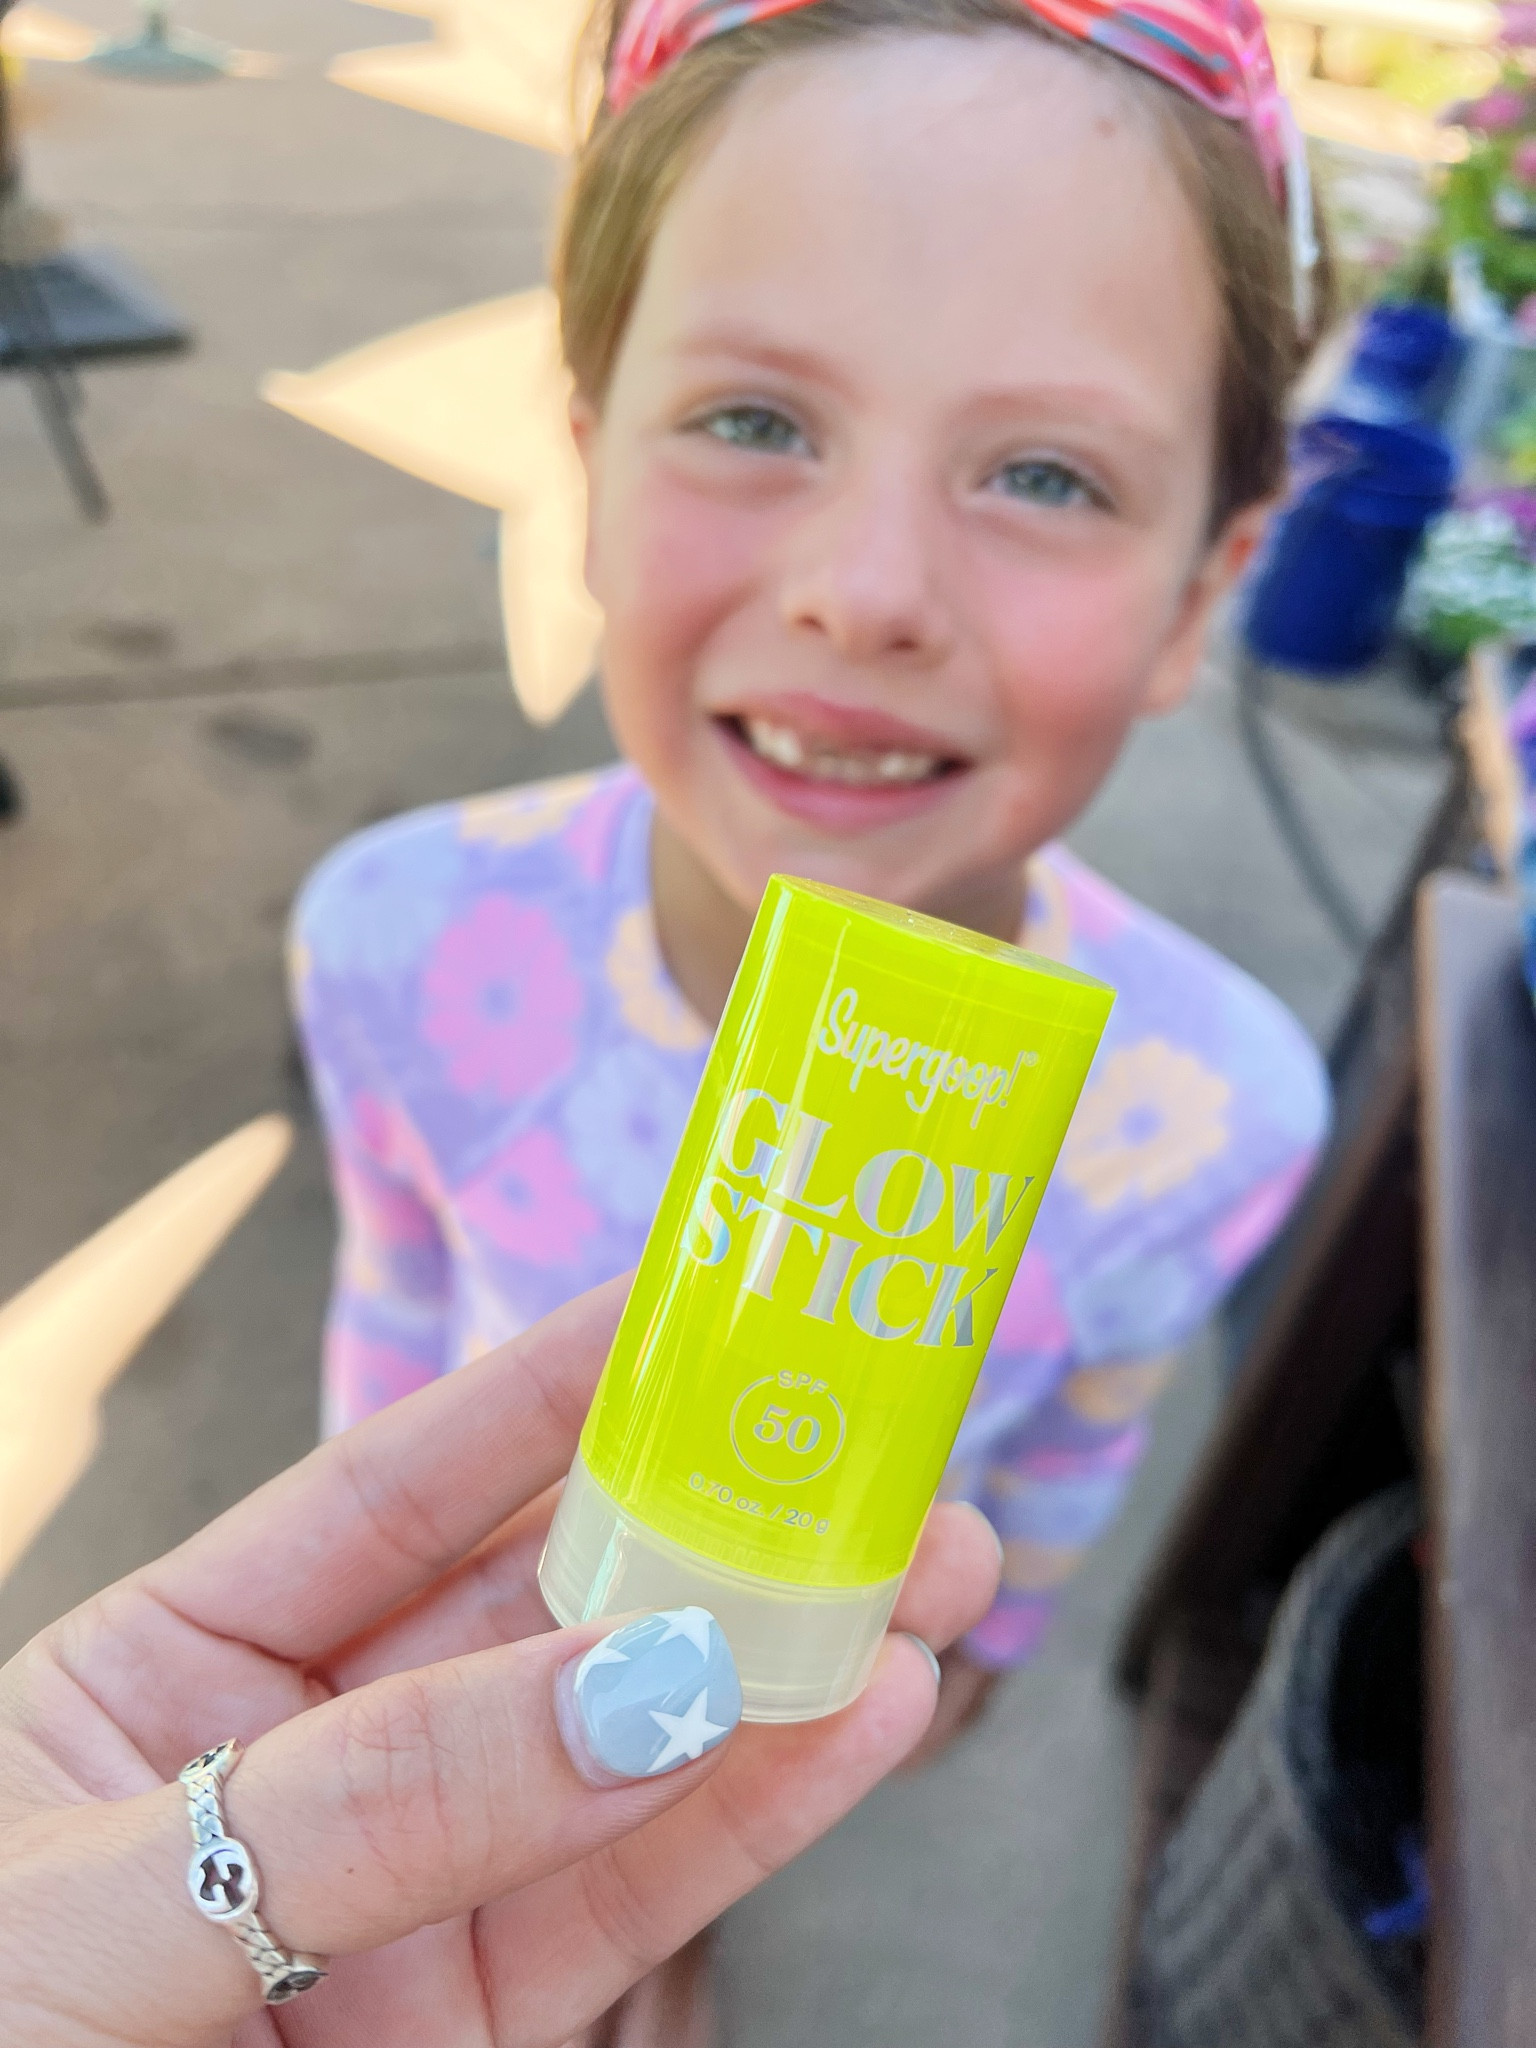 Supergoop!®
GLOW
STICK
SPF
50
0.70 oz. / 20 g